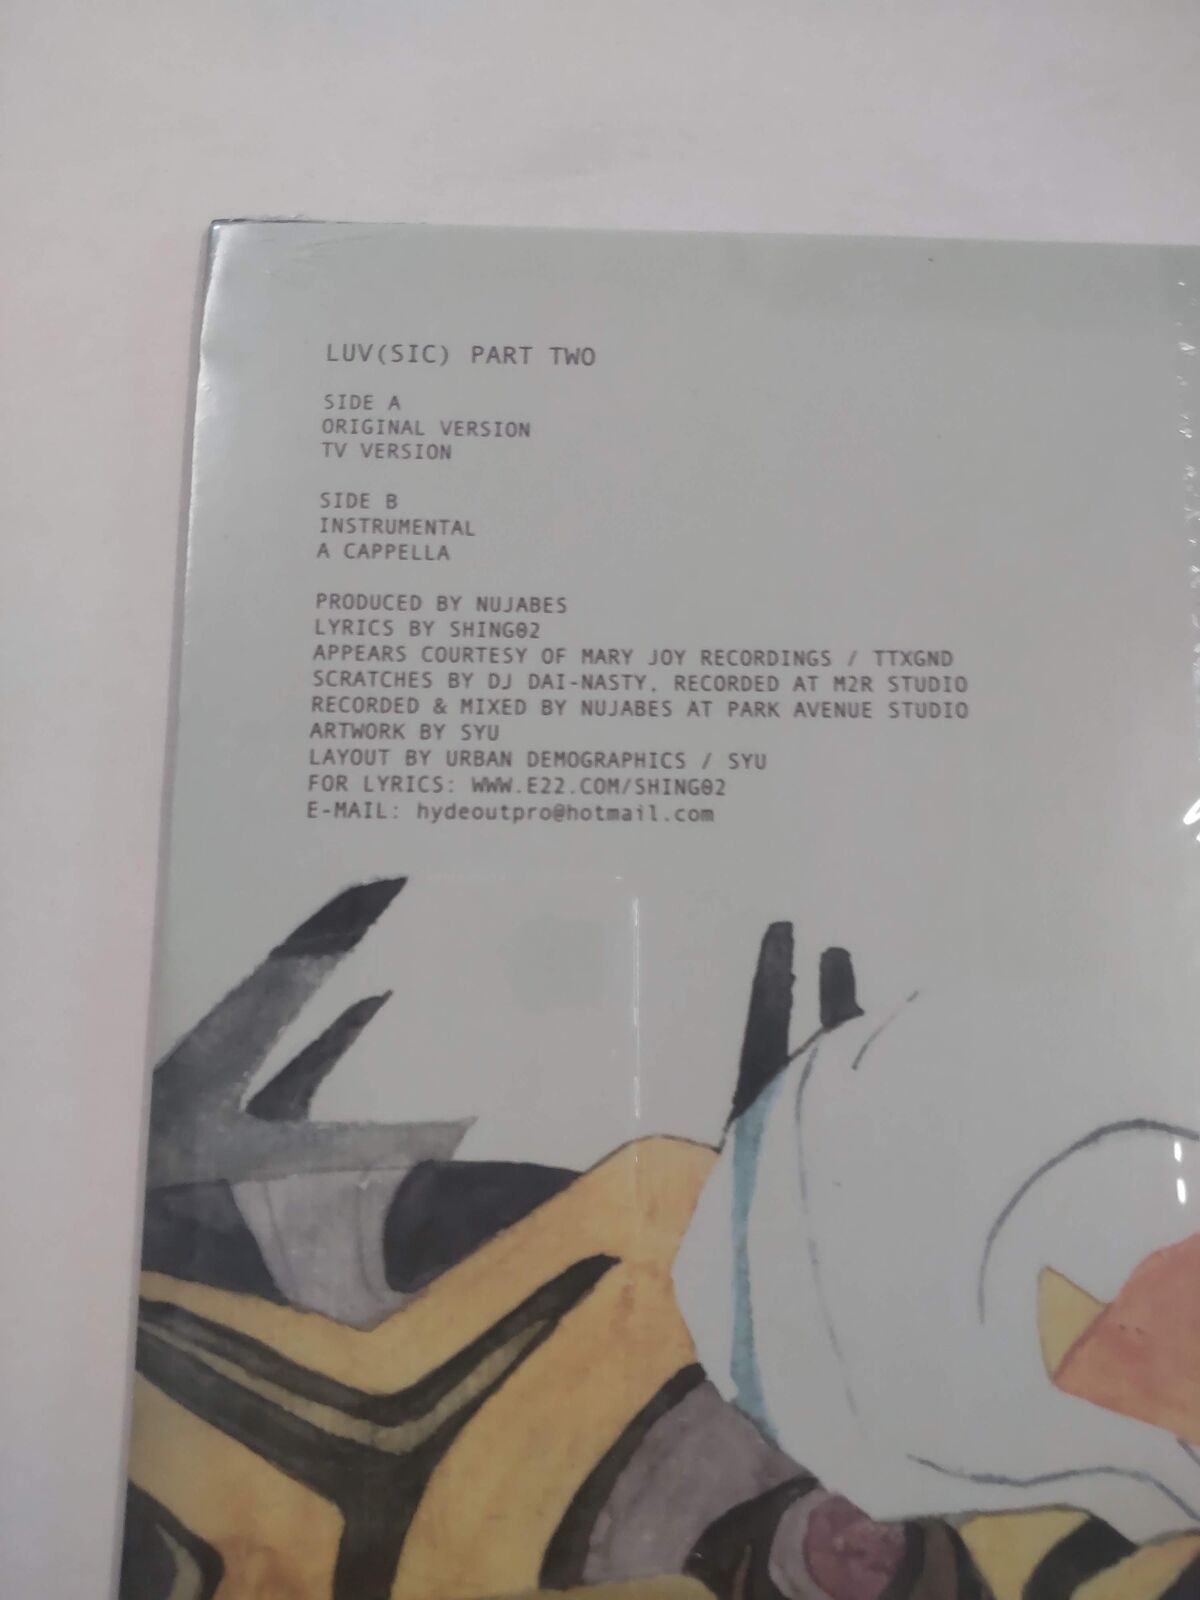 LUV(SIC) PART TWO
SIDE A
ORIGINAL VERSION
TV VERSION
SIDE B
INSTRUMENTAL
A CAPPELLA
PRODUCED BY NUJABES
LYRICS BY SHING02
APPEARS COURTESY OF MARY JOY RECORDINGS / TTXGND
SCRATCHES BY DJ DAI-NASTY. RECORDED AT M2R STUDIO
RECORDED & MIXED BY NUJABES AT PARK AVENUE STUDIO
ARTWORK BY SYU
LAYOUT BY URBAN DEMOGRAPHICS / SYU
FOR LYRICS: WWW.E22.COM/SHING02
E-MAIL: hydeoutpro@hotmail.com